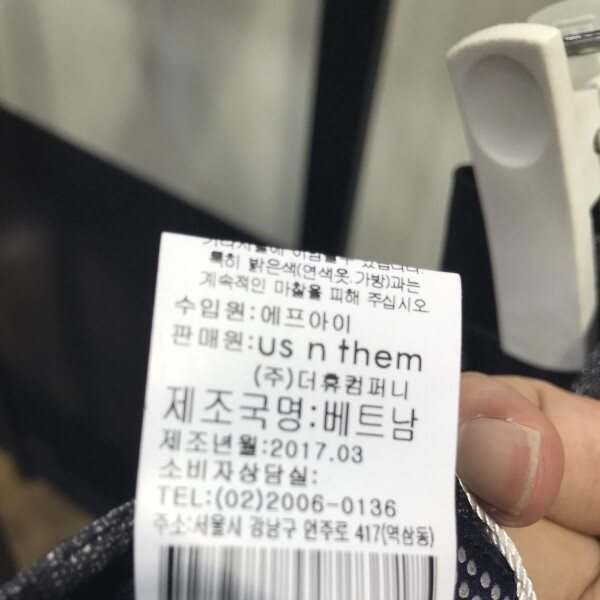 특히 밝은색(연색옷.가방)과는
계속적인 마찰을 피해 주십시오.
수입원:에프아이
판매원:us n them
(주)더휴컴퍼니
제조국명:베트남
제조년월:2017.03
소비자상담실:
TEL:(02)2006-0136
주소:서울시 강남구 언주로 417(역삼동)